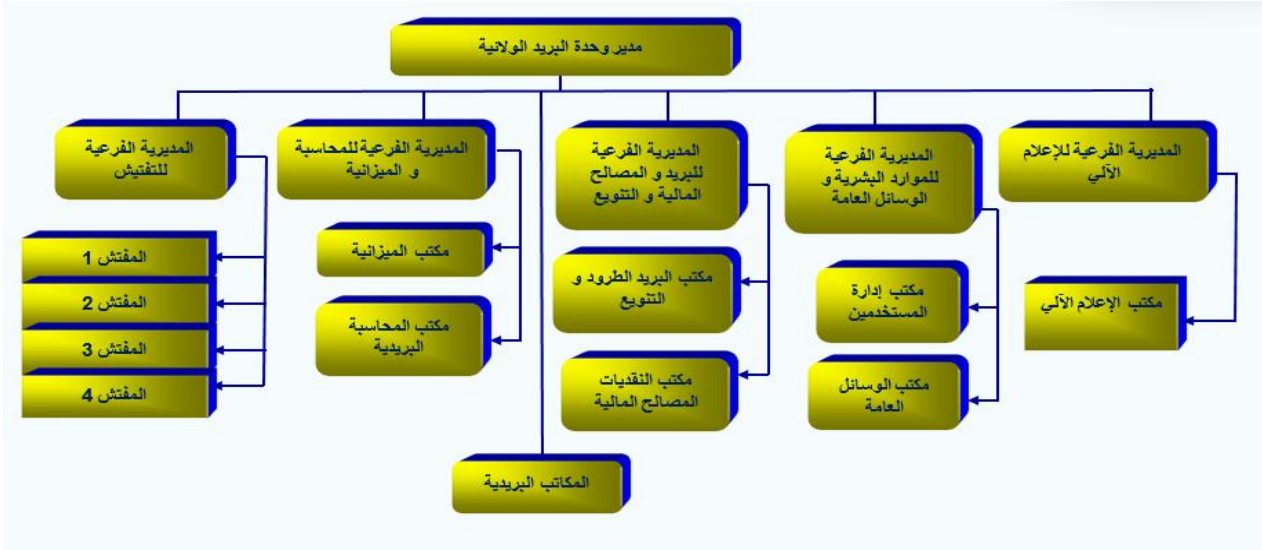 مدير وحدة البريد الولائية
المديرية الفرعية للإعلام
الآلي
مكتب الإعلام الآلي
المديرية الفرعية
للموارد البشرية و
الوسائل العامة
مكتب إدارة
المستخدمين
مكتب الوسائل
العامة
المديرية الفرعية
للبريد و المصالح
المالية و التنويع
مكتب البريد الطرود و
التنويع
مكتب النقديات
المصالح المالية
المديرية الفرعية للمحاسبة
و الميزانية
مكتب الميزانية
مكتب المحاسبة
البريدية
المديرية الفرعية
للتفتيش
المفتش 1
المفتش 2
المفتش 3
المفتش 4
المكاتب البريدية